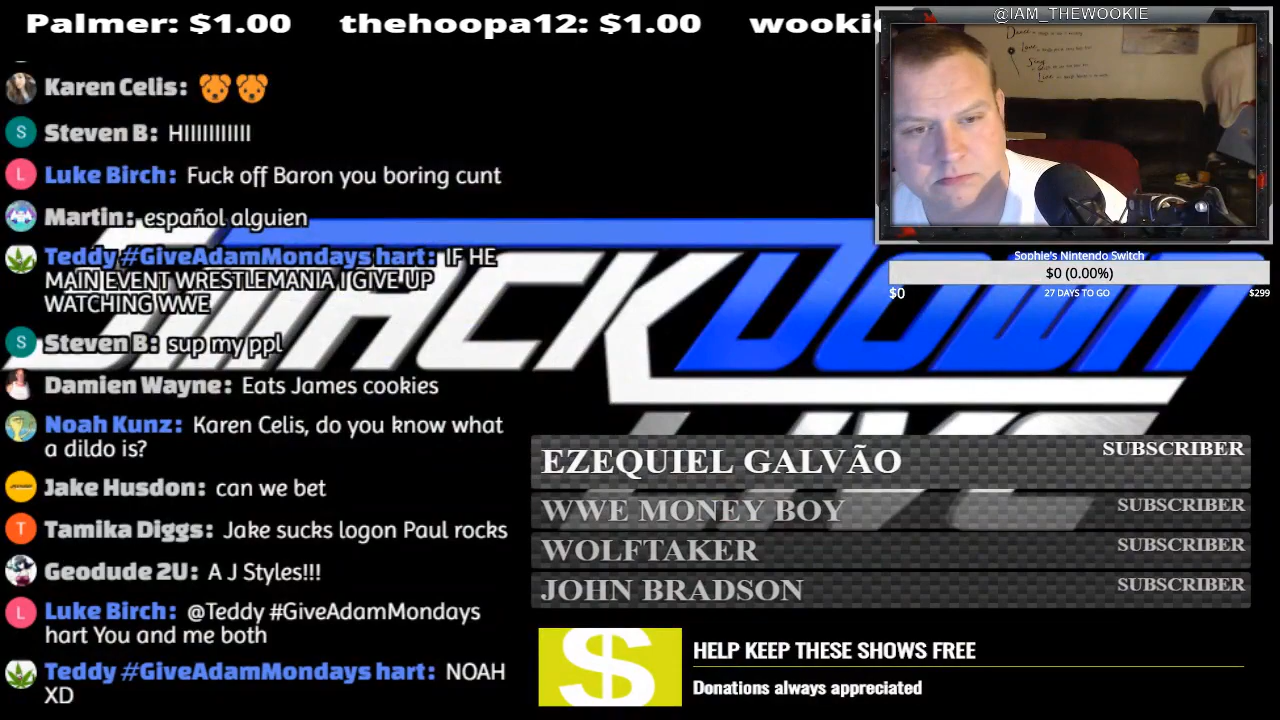 Palmer: $1.00 thehoopa12: $1.00 wookie
@IAM_THEWOOKIE
Karen Celis:
S Steven B: HIIIIIIIIIII
L Luke Birch: Fuck off Baron you boring cunt
Martin: español alguien
Teddy #GiveAdamMondays hart: IF HE
MAIN EVENT WRESTLEMANIA I GIVE UP
WATCHING WWE
S Steven B: sup my ppl
Damien Wayne: Eats James cookies
Noah Kunz: Karen Celis, do you know what
a dildo is?
Jake Husdon: can we bet
T Tamika Diggs: Jake sucks logon Paul rocks
Geodude 2U: A J Styles!!!
L Luke Birch: @Teddy #GiveAdamMondays
hart You and me both
Teddy #GiveAdamMondays hart: NOAH
XD
Sophie's Nintendo Switch
$0 (0.00%)
$0 27 DAYS TO GO $299
SMACKDOWN
LIVE
EZEQUIEL GALVÃO SUBSCRIBER
WWE MONEY BOY SUBSCRIBER
WOLFTAKER SUBSCRIBER
JOHN BRADSON SUBSCRIBER
$
HELP KEEP THESE SHOWS FREE
Donations always appreciated